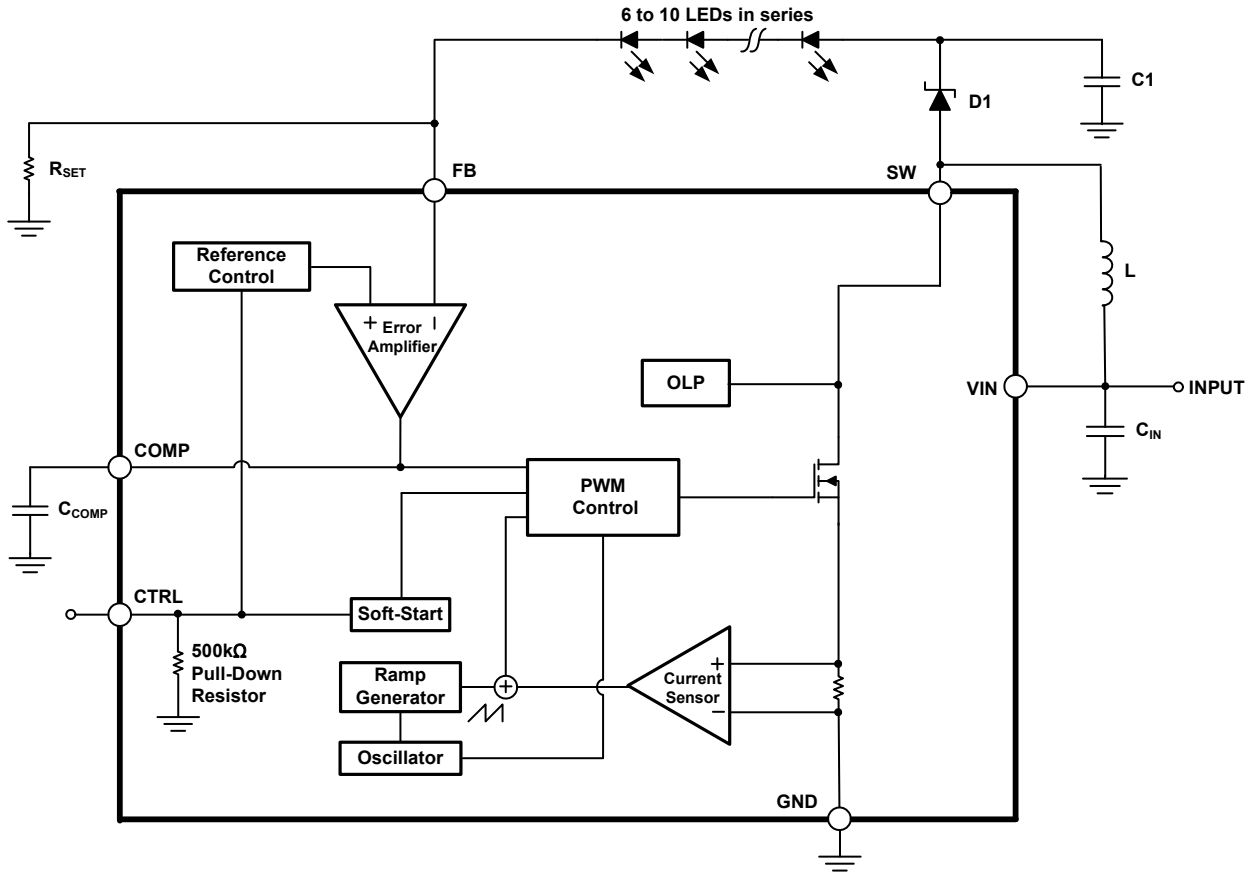 6 to 10 LEDs in series
C1
D1
RSET
FB
SW
Reference
Control
L
+
−
Error
Amplifier
OLP
VIN
INPUT
CIN
COMP
PWM
Control
CCOMP
CTRL
Soft-Start
500kΩ
Pull-Down
Resistor
Ramp
Generator
+
+
Current
Sensor
−
Oscillator
GND